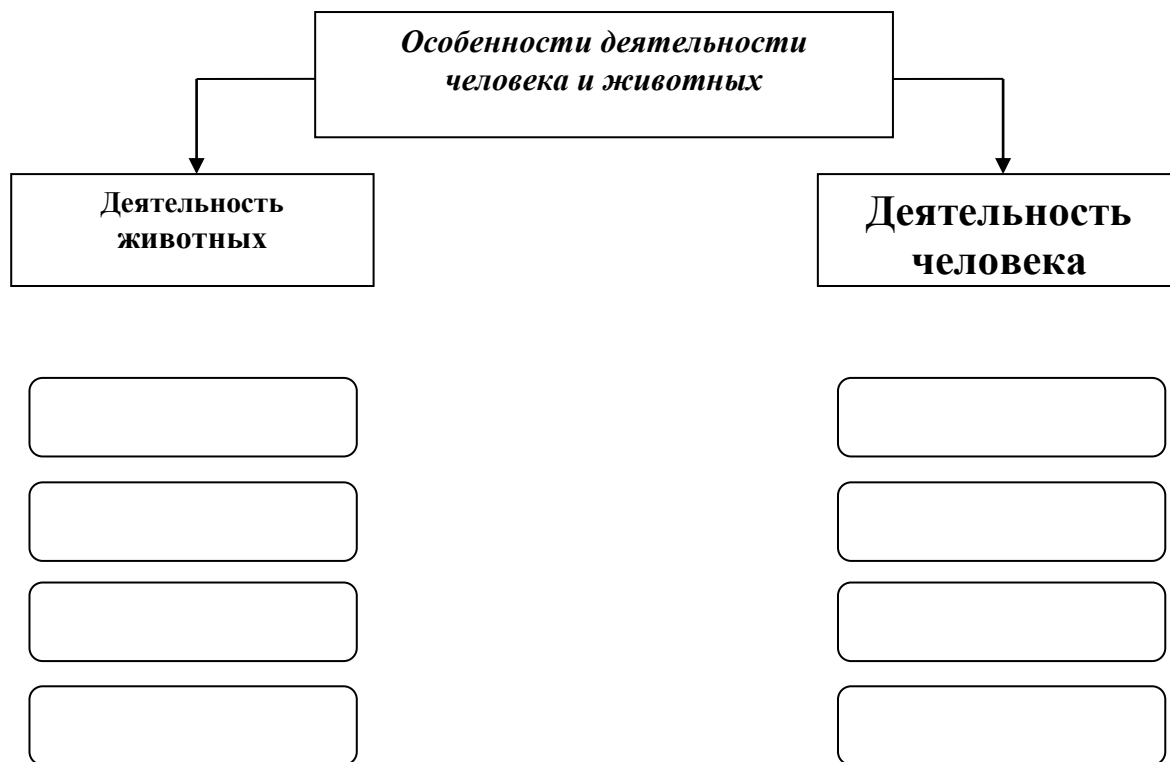 Особенности деятельности
человека и животных
Деятельность
животных
Деятельность
человека